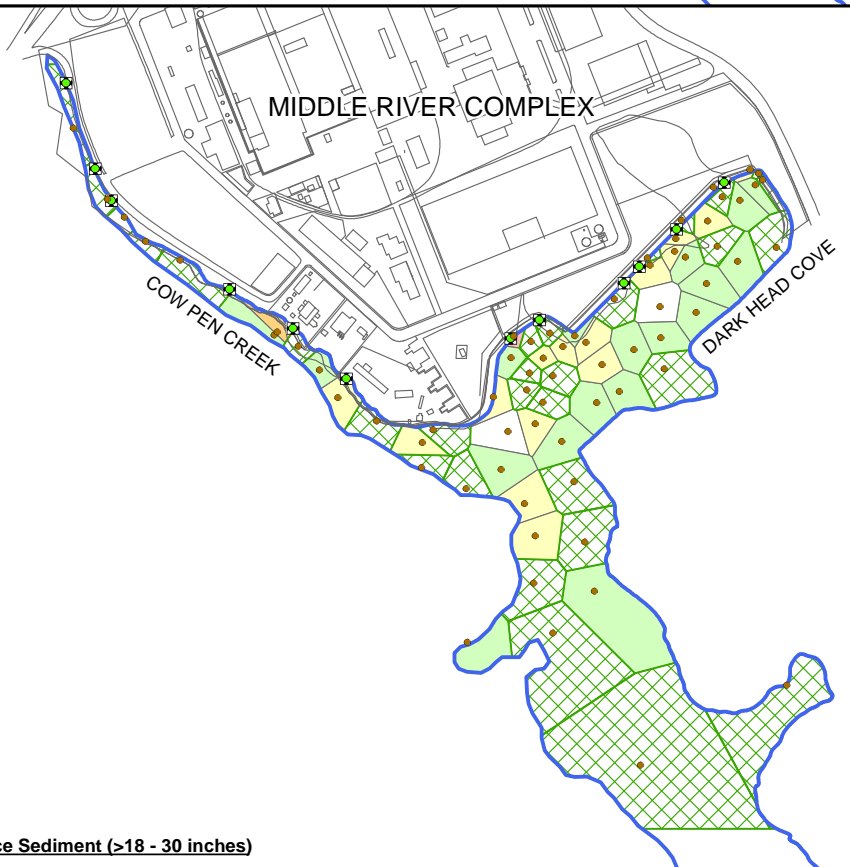 MIDDLE RIVER COMPLEX
COW PEN CREEK
DARK HEAD COVE
ce Sediment (>18 - 30 inches)